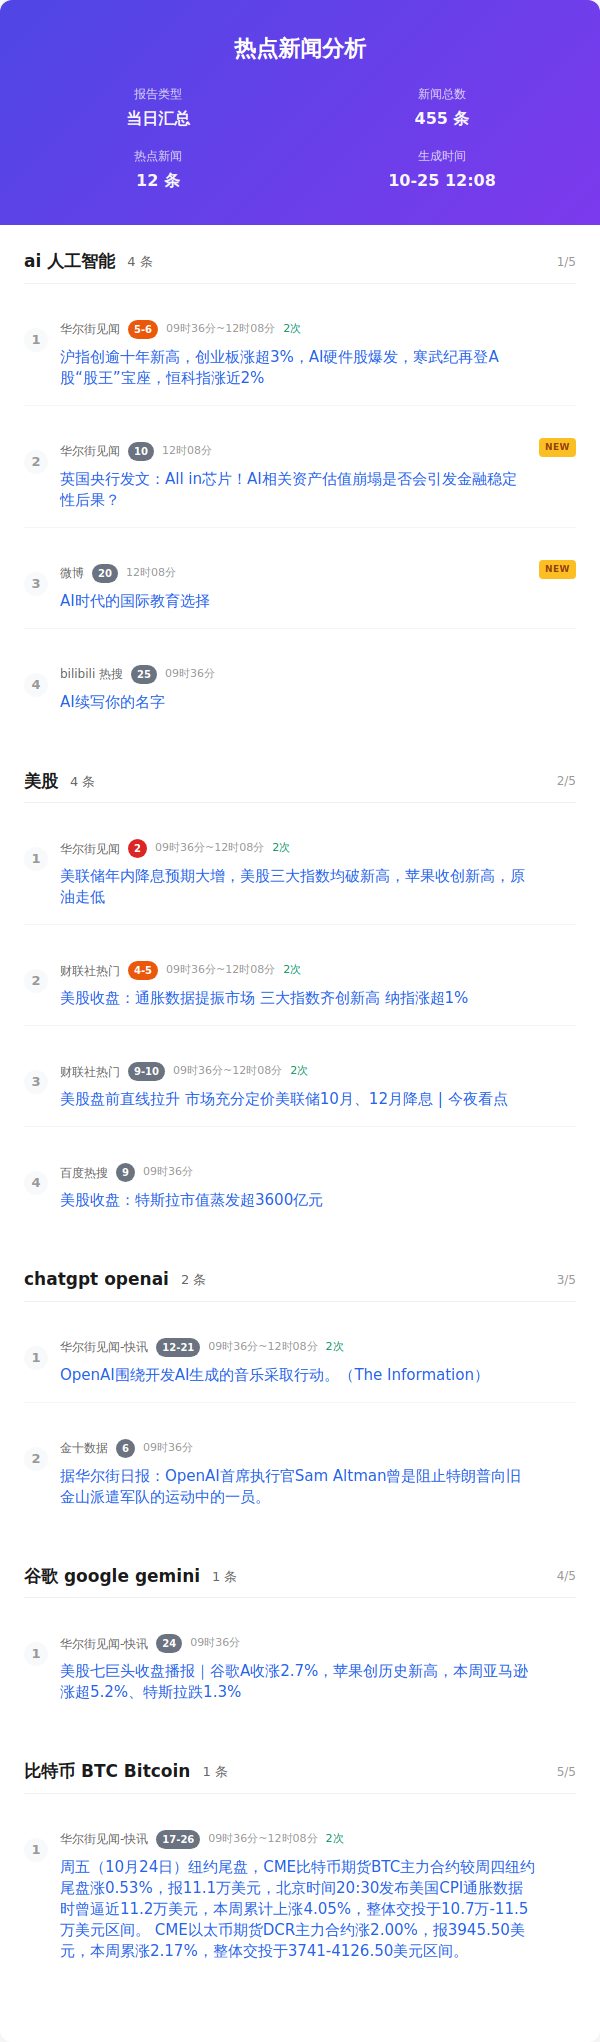 热点新闻分析
报告类型
新闻总数
当日汇总
455 条
热点新闻
生成时间
12 条
10-25 12:08
ai 人工智能 4 条 1/5
1 华尔街见闻 5-6 09时36分~12时08分 2次
沪指创逾十年新高，创业板涨超3%，AI硬件股爆发，寒武纪再登A
股“股王”宝座，恒科指涨近2%
2 华尔街见闻 10 12时08分 NEW
英国央行发文：All in芯片！AI相关资产估值崩塌是否会引发金融稳定
性后果？
3 微博 20 12时08分 NEW
AI时代的国际教育选择
4 bilibili 热搜 25 09时36分
AI续写你的名字
美股 4 条 2/5
1 华尔街见闻 2 09时36分~12时08分 2次
美联储年内降息预期大增，美股三大指数均破新高，苹果收创新高，原
油走低
2 财联社热门 4-5 09时36分~12时08分 2次
美股收盘：通胀数据提振市场 三大指数齐创新高 纳指涨超1%
3 财联社热门 9-10 09时36分~12时08分 2次
美股盘前直线拉升 市场充分定价美联储10月、12月降息 | 今夜看点
4 百度热搜 9 09时36分
美股收盘：特斯拉市值蒸发超3600亿元
chatgpt openai 2 条 3/5
1 华尔街见闻-快讯 12-21 09时36分~12时08分 2次
OpenAI围绕开发AI生成的音乐采取行动。（The Information）
2 金十数据 6 09时36分
据华尔街日报：OpenAI首席执行官Sam Altman曾是阻止特朗普向旧
金山派遣军队的运动中的一员。
谷歌 google gemini 1 条 4/5
1 华尔街见闻-快讯 24 09时36分
美股七巨头收盘播报｜谷歌A收涨2.7%，苹果创历史新高，本周亚马逊
涨超5.2%、特斯拉跌1.3%
比特币 BTC Bitcoin 1 条 5/5
1 华尔街见闻-快讯 17-26 09时36分~12时08分 2次
周五（10月24日）纽约尾盘，CME比特币期货BTC主力合约较周四纽约
尾盘涨0.53%，报11.1万美元，北京时间20:30发布美国CPI通胀数据
时曾逼近11.2万美元，本周累计上涨4.05%，整体交投于10.7万-11.5
万美元区间。 CME以太币期货DCR主力合约涨2.00%，报3945.50美
元，本周累涨2.17%，整体交投于3741-4126.50美元区间。